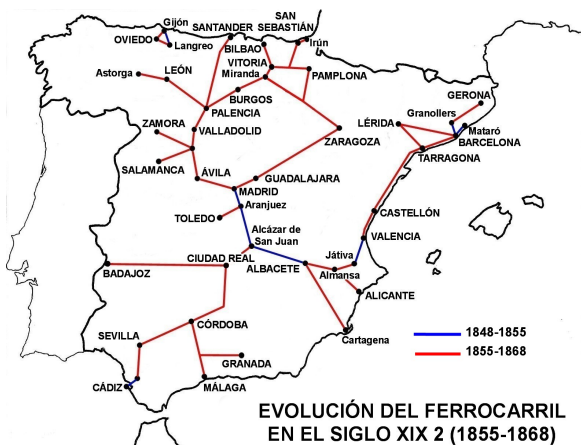 Gijón
SANTANDER
SAN
SEBASTIÁN
OVIEDO
Langreo
BILBAO
Irún
VITORIA
Astorga
LEÓN
Miranda
PAMPLONA
BURGOS
GERONA
PALENCIA
LÉRIDA
Granollers
ZAMORA
VALLADOLID
ZARAGOZA
Mataró
BARCELONA
TARRAGONA
SALAMANCA
ÁVILA
GUADALAJARA
MADRID
Aranjuez
TOLEDO
CASTELLÓN
Alcázar de
San Juan
VALENCIA
CIUDAD REAL
ALBACETE
Játiva
BADAJOZ
Almansa
ALICANTE
CÓRDOBA
SEVILLA
Cartagena
1848-1855
1855-1868
GRANADA
CÁDIZ
MÁLAGA
EVOLUCIÓN DEL FERROCARRIL
EN EL SIGLO XIX 2 (1855-1868)